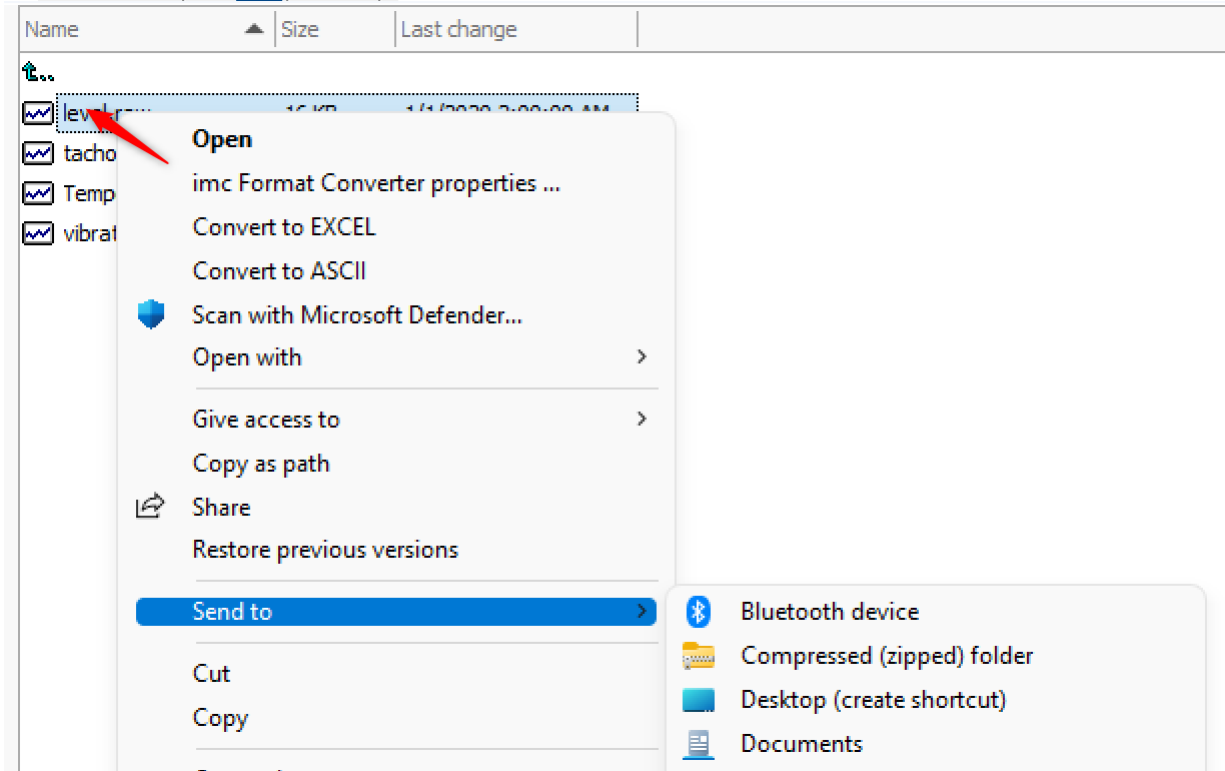 Name Size Last change
tacho
Temp
vibrat
Open
imc Format Converter properties ...
Convert to EXCEL
Convert to ASCII
Scan with Microsoft Defender...
Open with
Give access to
Copy as path
Share
Restore previous versions
Send to
Cut
Copy
Bluetooth device
Compressed (zipped) folder
Desktop (create shortcut)
Documents